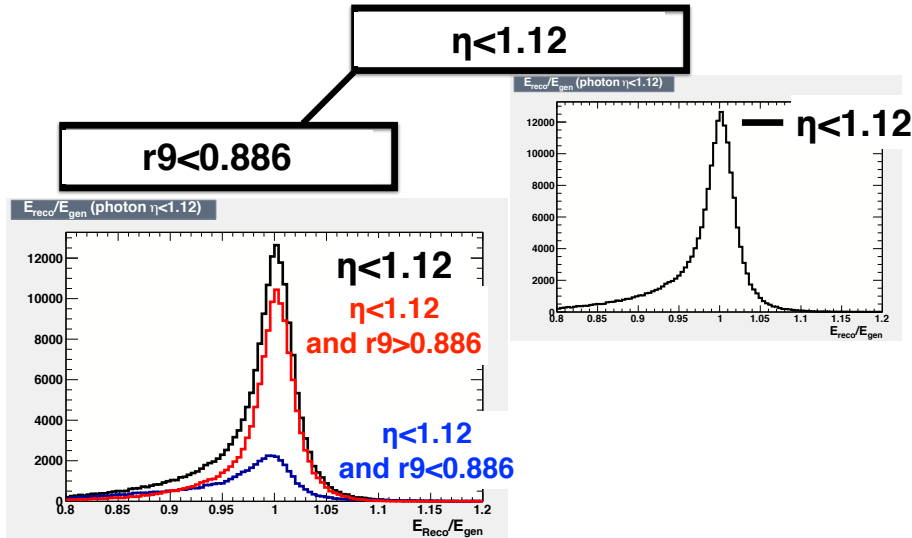 η<1.12
r9<0.886
E_reco/E_gen (photon η<1.12)
12000
10000
8000
6000
4000
2000
0
0.8 0.85 0.9 0.95 1 1.05 1.1 1.15 1.2
E_reco/E_gen
η<1.12
E_reco/E_gen (photon η<1.12)
12000
10000
8000
6000
4000
2000
0
0.8 0.85 0.9 0.95 1 1.05 1.1 1.15 1.2
E_Reco/E_gen
η<1.12
η<1.12
and r9>0.886
η<1.12
and r9<0.886